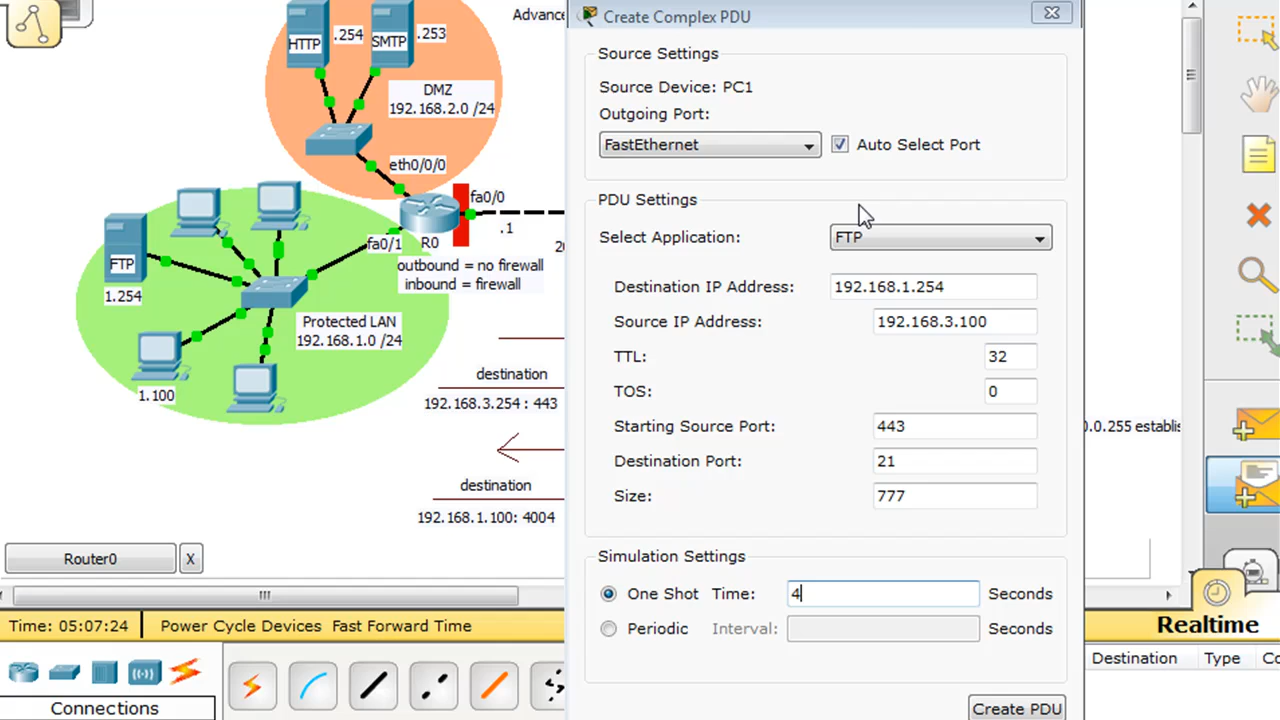 Advance
HTTP
.254
SMTP
.253
DMZ
192.168.2.0 /24
eth0/0/0
fa0/0
.1
20
R0
fa0/1
outbound = no firewall
inbound = firewall
FTP
1.254
Protected LAN
192.168.1.0 /24
1.100
destination
192.168.3.254 : 443
destination
192.168.1.100: 4004
Router0
X
Time: 05:07:24
Power Cycle Devices Fast Forward Time
Connections
Create Complex PDU
Source Settings
Source Device: PC1
Outgoing Port:
FastEthernet
Auto Select Port
PDU Settings
Select Application:
FTP
Destination IP Address:
192.168.1.254
Source IP Address:
192.168.3.100
TTL:
32
TOS:
0
Starting Source Port:
443
Destination Port:
21
Size:
777
Simulation Settings
One Shot Time: 4 Seconds
Periodic Interval: Seconds
Create PDU
0.0.255 establis
Realtime
Destination Type Co